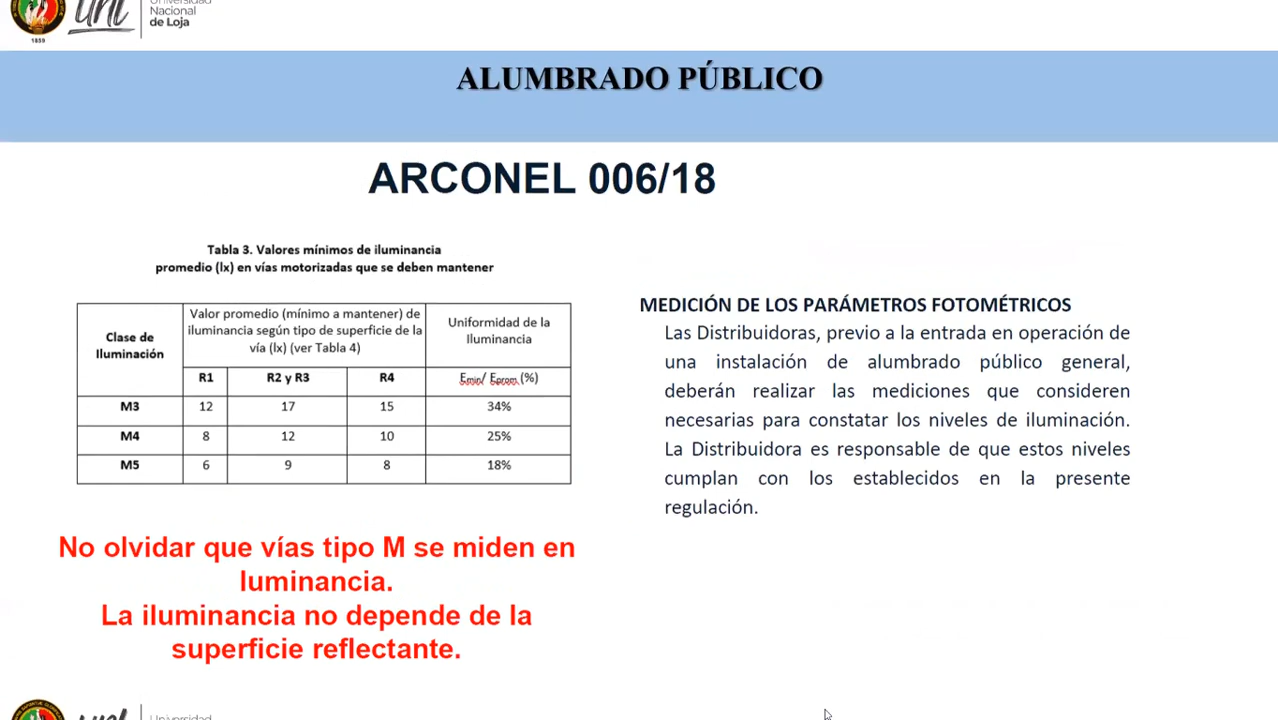 Universidad
Nacional
de Loja
unl
1859
ALUMBRADO PÚBLICO
ARCONEL 006/18
Tabla 3. Valores mínimos de iluminancia
promedio (lx) en vías motorizadas que se deben mantener
Clase de
Iluminación
Valor promedio (mínimo a mantener) de
iluminancia según tipo de superficie de la
vía (lx) (ver Tabla 4)
Uniformidad de la
Iluminancia
R1 R2 y R3 R4 Emin/ Eprom (%)
M3 12 17 15 34%
M4 8 12 10 25%
M5 6 9 8 18%
No olvidar que vías tipo M se miden en
luminancia.
La iluminancia no depende de la
superficie reflectante.
MEDICIÓN DE LOS PARÁMETROS FOTOMÉTRICOS
Las Distribuidoras, previo a la entrada en operación de
una instalación de alumbrado público general,
deberán realizar las mediciones que consideren
necesarias para constatar los niveles de iluminación.
La Distribuidora es responsable de que estos niveles
cumplan con los establecidos en la presente
regulación.
Universidad